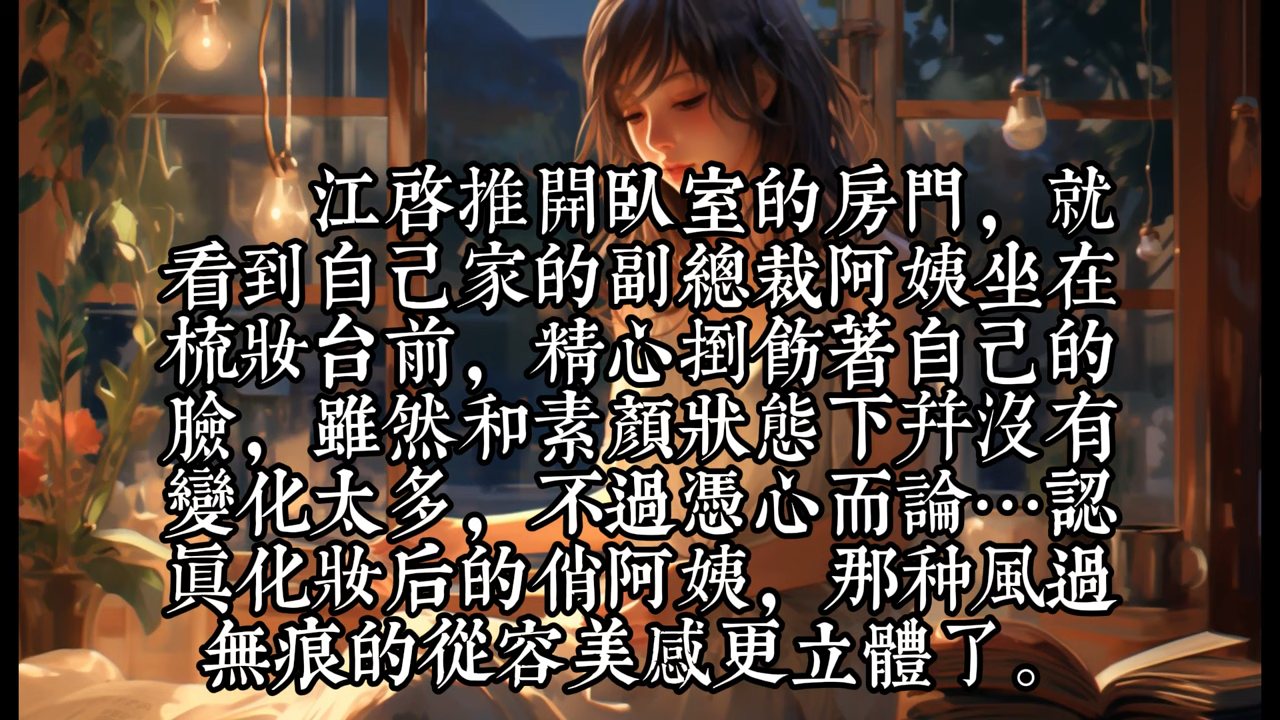 江啓推開臥室的房門，就
看到自己家的副總裁阿姨坐在
梳妝台前，精心捯飭著自己的
臉，雖然和素顏狀態下幷沒有
變化太多，不過憑心而論…認
眞化妝后的俏阿姨，那种風過
無痕的從容美感更立體了。